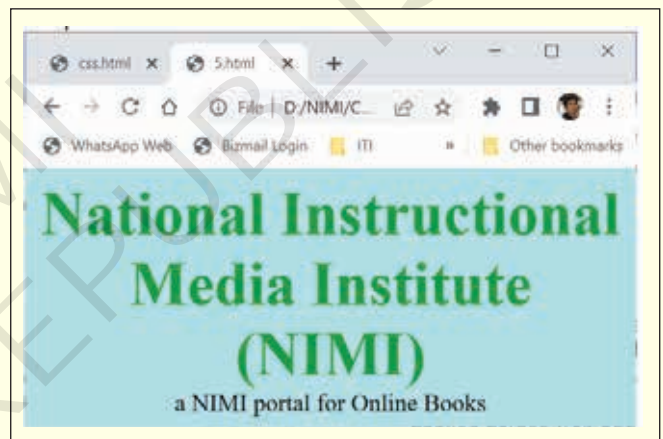 css.html × 5.html × +
File | D:/NIMI/C...
WhatsApp Web Bizmail Login ITI » Other bookmarks
National Instructional
Media Institute
(NIMI)
a NIMI portal for Online Books